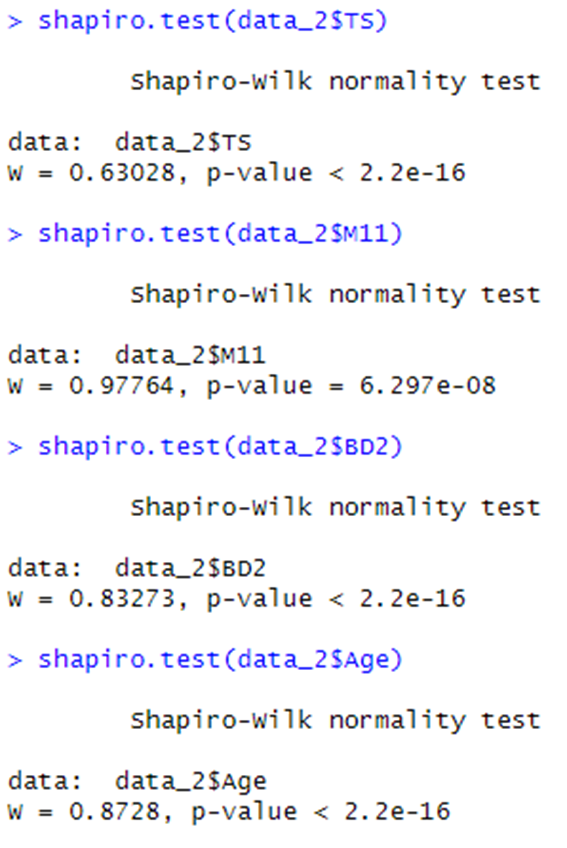 > shapiro.test(data_2$TS)
Shapiro-Wilk normality test
data:  data_2$TS
W = 0.63028, p-value < 2.2e-16
> shapiro.test(data_2$M11)
Shapiro-Wilk normality test
data:  data_2$M11
W = 0.97764, p-value = 6.297e-08
> shapiro.test(data_2$BD2)
Shapiro-Wilk normality test
data:  data_2$BD2
W = 0.83273, p-value < 2.2e-16
> shapiro.test(data_2$Age)
Shapiro-Wilk normality test
data:  data_2$Age
W = 0.8728, p-value < 2.2e-16